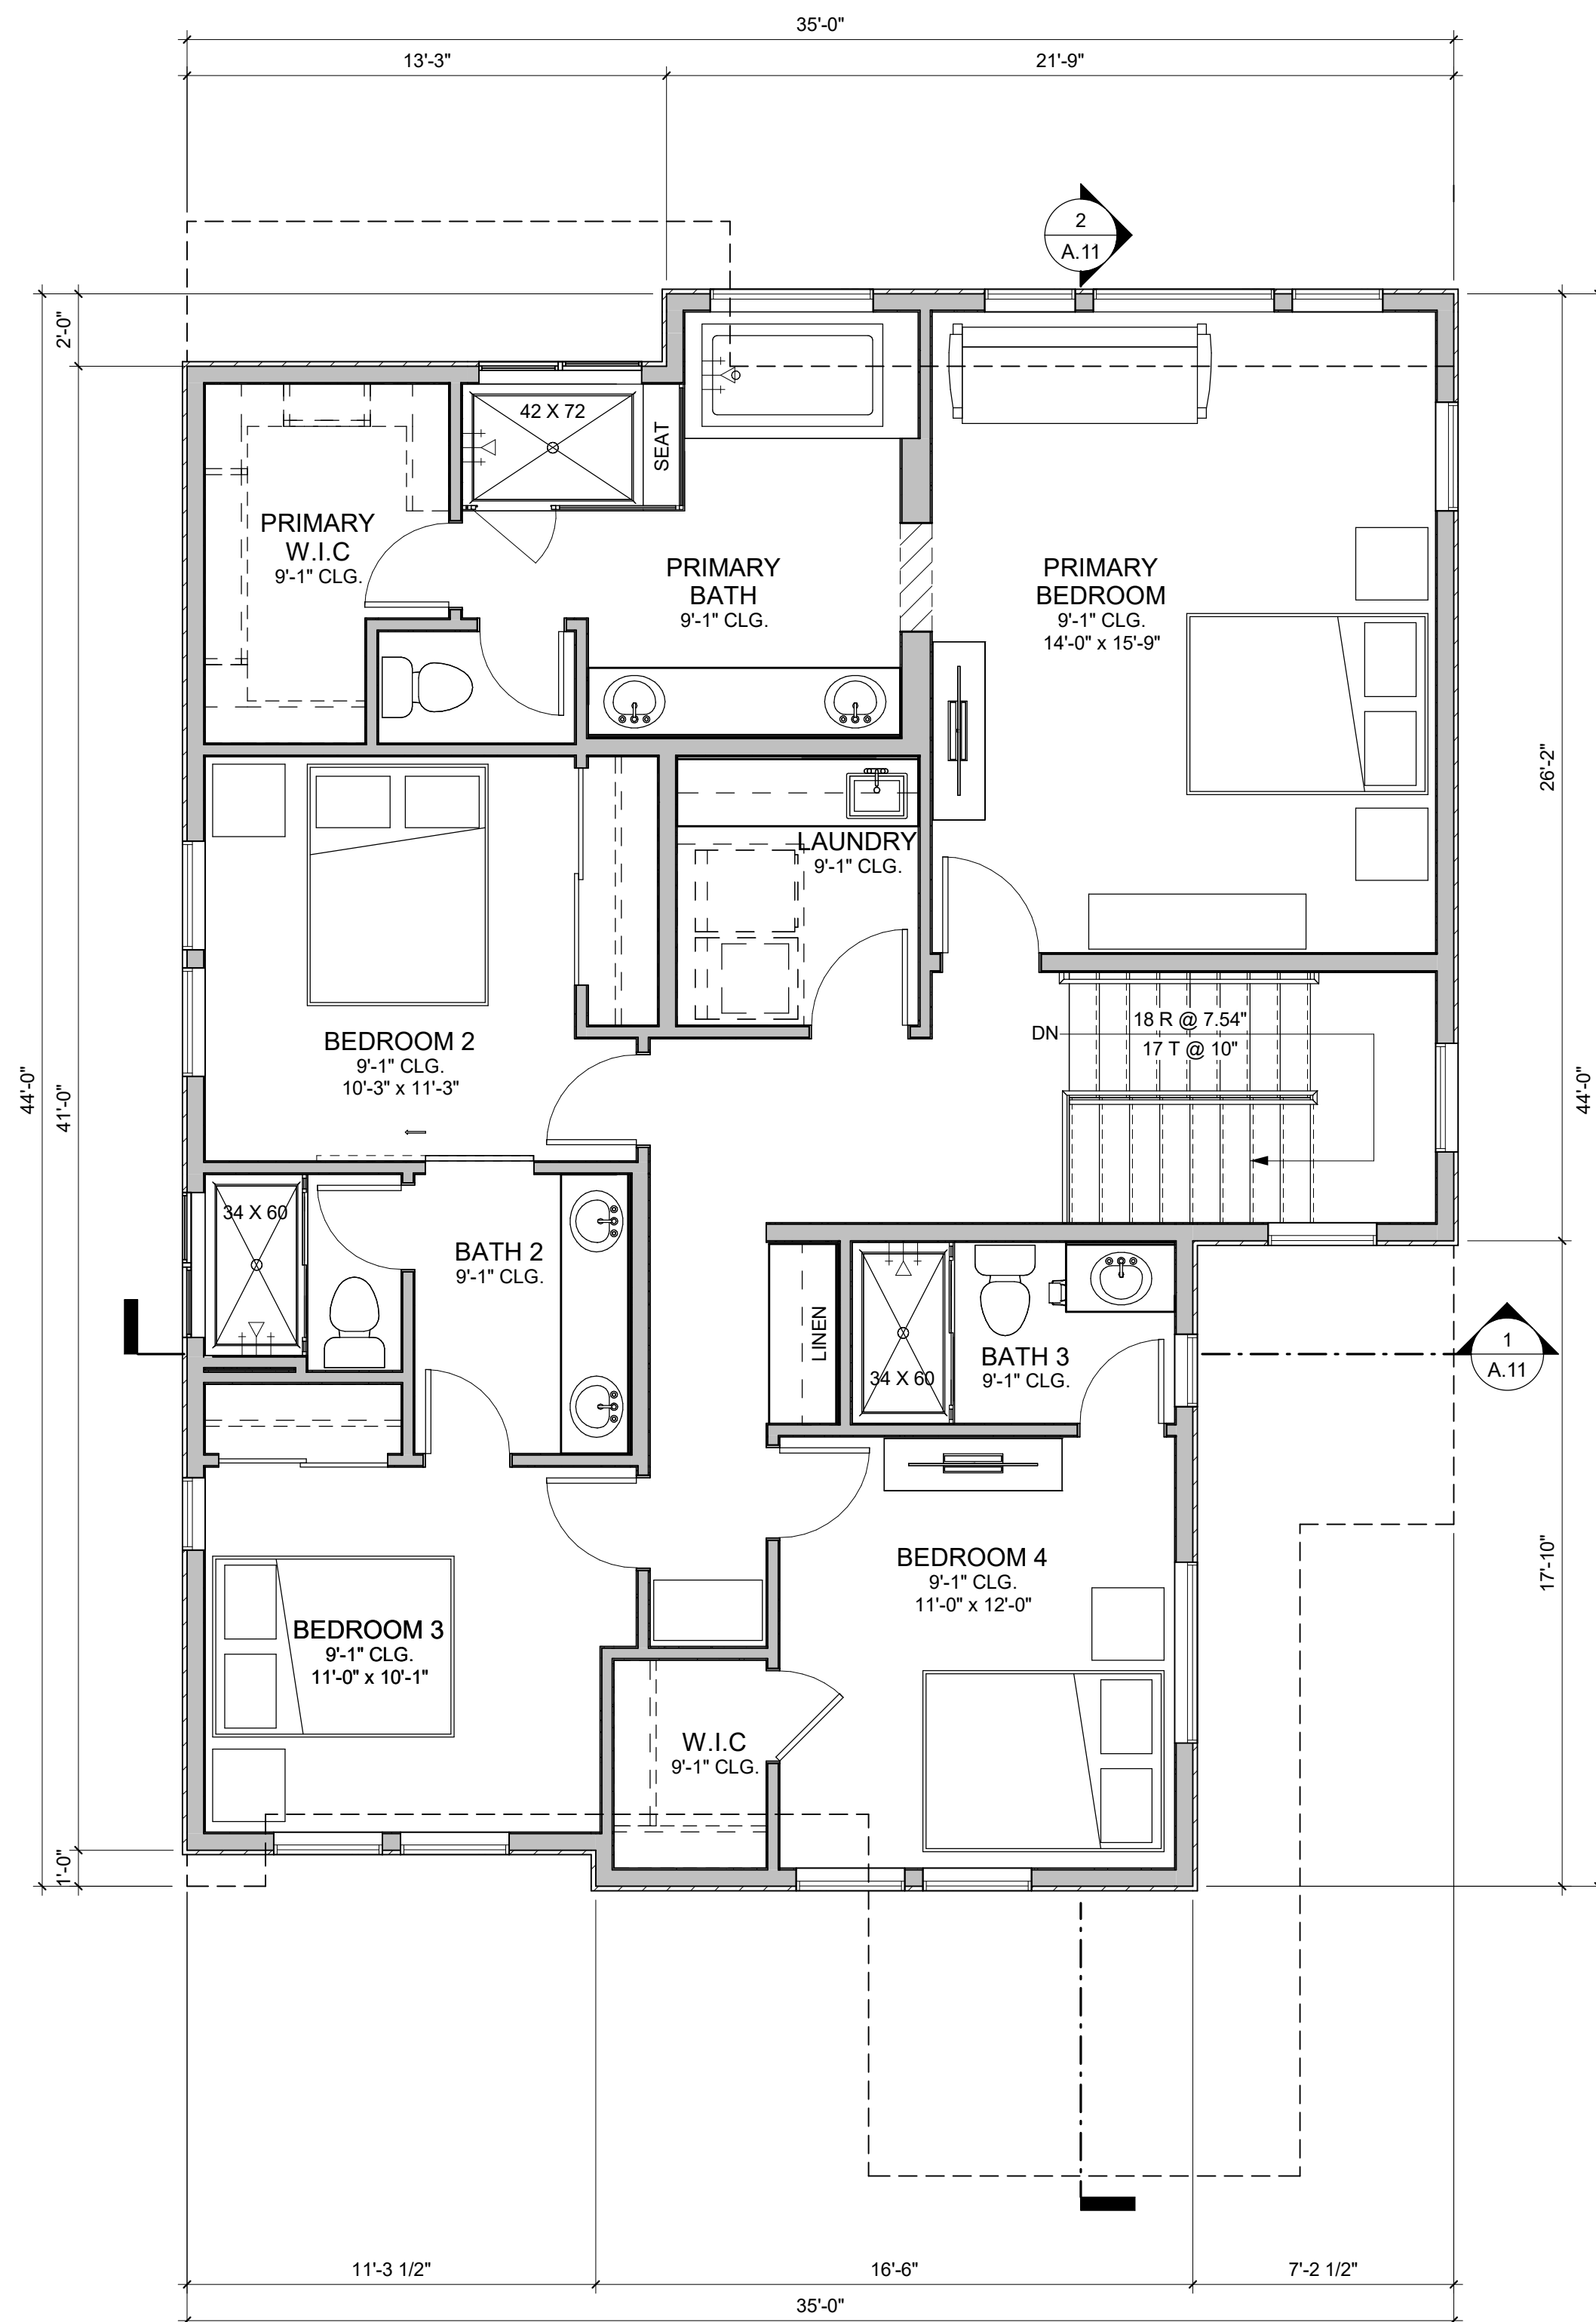 35'-0"
13'-3"
21'-9"
2
A.11
2'-0"
42 X 72
SEAT
PRIMARY
W.I.C
9'-1" CLG.
PRIMARY
BATH
9'-1" CLG.
PRIMARY
BEDROOM
9'-1" CLG.
14'-0" x 15'-9"
26'-2"
LAUNDRY
9'-1" CLG.
BEDROOM 2
9'-1" CLG.
10'-3" x 11'-3"
DN
18 R @ 7.54"
17 T @ 10"
44'-0"
41'-0"
44'-0"
34 X 60
BATH 2
9'-1" CLG.
LINEN
34 X 60
BATH 3
9'-1" CLG.
1
A.11
BEDROOM 4
9'-1" CLG.
11'-0" x 12'-0"
17'-10"
BEDROOM 3
9'-1" CLG.
11'-0" x 10'-1"
W.I.C
9'-1" CLG.
1'-0"
11'-3 1/2"
16'-6"
7'-2 1/2"
35'-0"